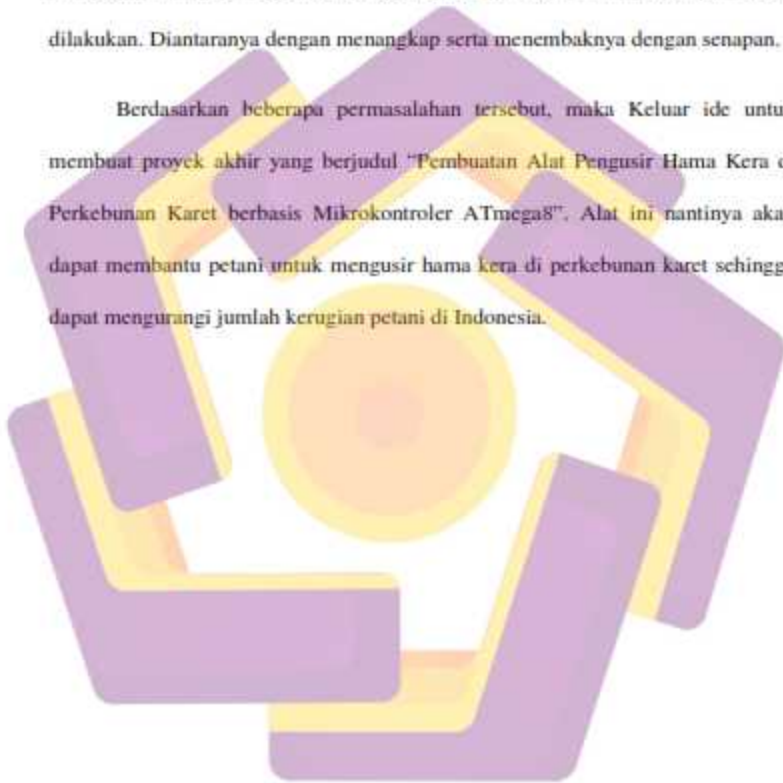 dilakukan. Diantaranya dengan menangkap serta menembaknya dengan senapan.
Berdasarkan beberapa permasalahan tersebut, maka Keluar ide untu
membuat proyek akhir yang berjudul “Pembuatan Alat Pengusir Hama Kera d
Perkebunan Karet berbasis Mikrokontroler ATmega8”. Alat ini nantinya aka
dapat membantu petani untuk mengusir hama kera di perkebunan karet sehingg
dapat mengurangi jumlah kerugian petani di Indonesia.